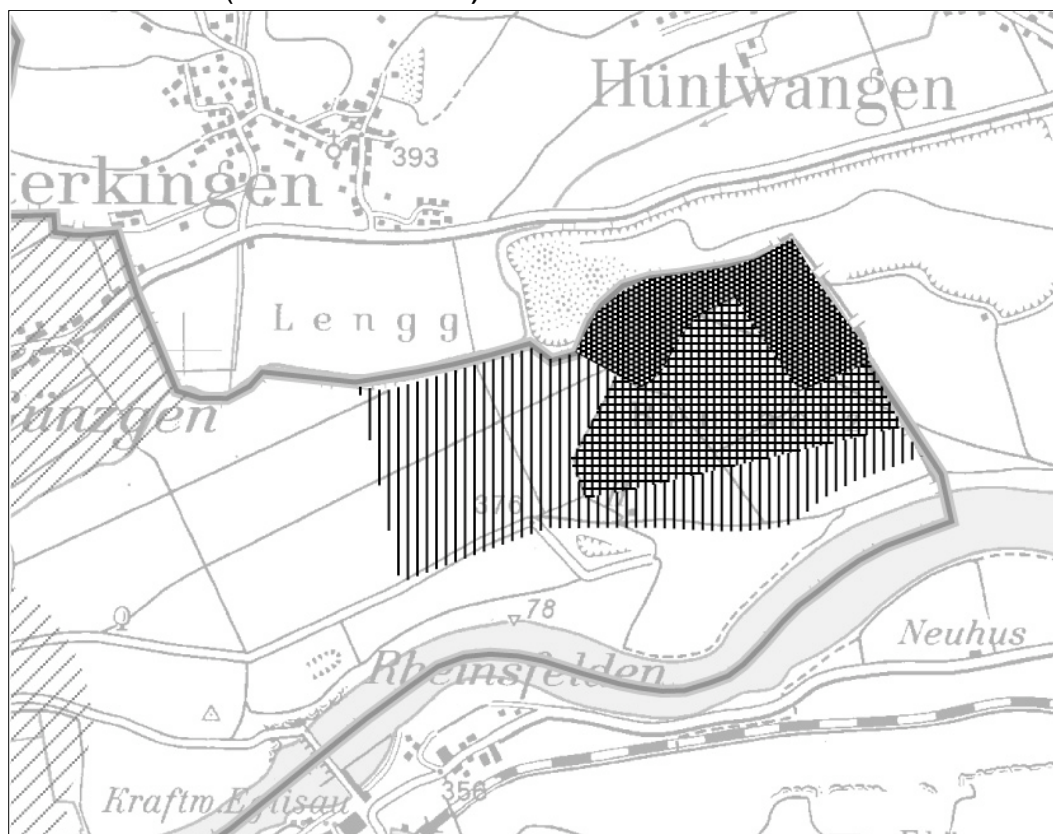 Hüntwangen
393
erkingen
Lengg
ünzgen
376
78
Neuhus
Rheinsfelden
356
Kraftw. Eglisau